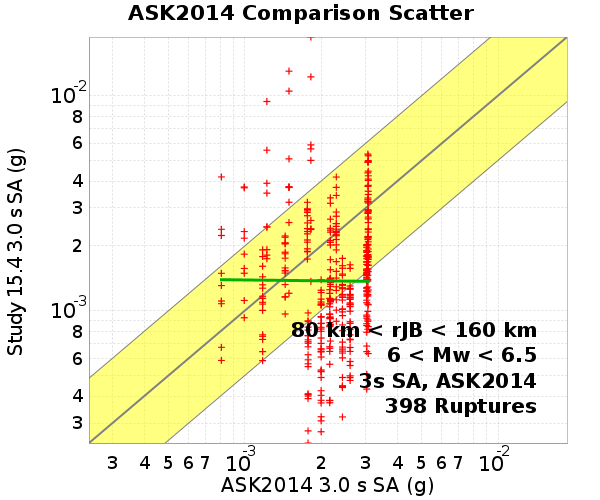 ASK2014 Comparison Scatter
Study 15.4 3.0 s SA (g)
10⁻²
8
6
4
3
2
10⁻³
8
6
4
3
80 km < rJB < 160 km
6 < Mw < 6.5
3s SA, ASK2014
398 Ruptures
3 4 5 6 7 10⁻³ 2 3 4 5 6 7 10⁻²
ASK2014 3.0 s SA (g)